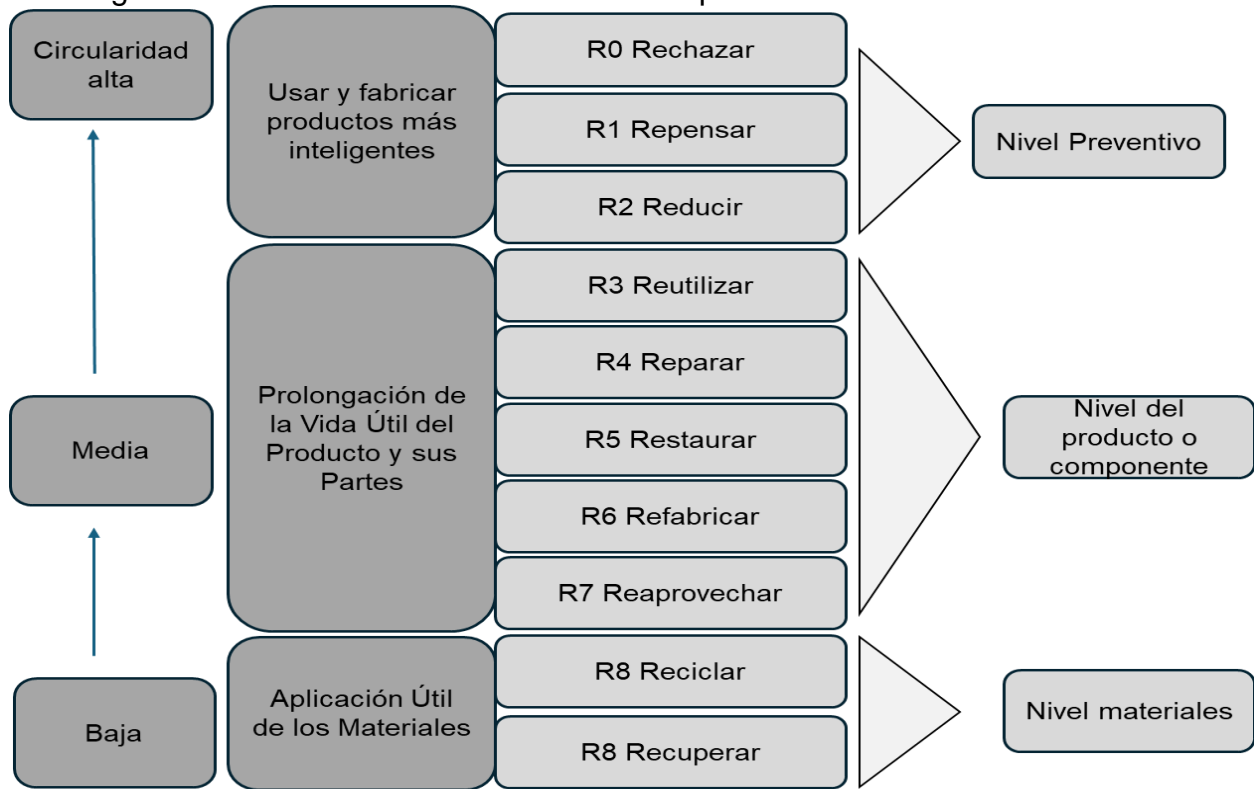 Circularidad
alta
Usar y fabricar
productos más
inteligentes
R0 Rechazar
R1 Repensar
R2 Reducir
Nivel Preventivo
Media
Prolongación de
la Vida Útil del
Producto y sus
Partes
R3 Reutilizar
R4 Reparar
R5 Restaurar
R6 Refabricar
R7 Reaprovechar
Nivel del
producto o
componente
Baja
Aplicación Útil
de los Materiales
R8 Reciclar
R8 Recuperar
Nivel materiales